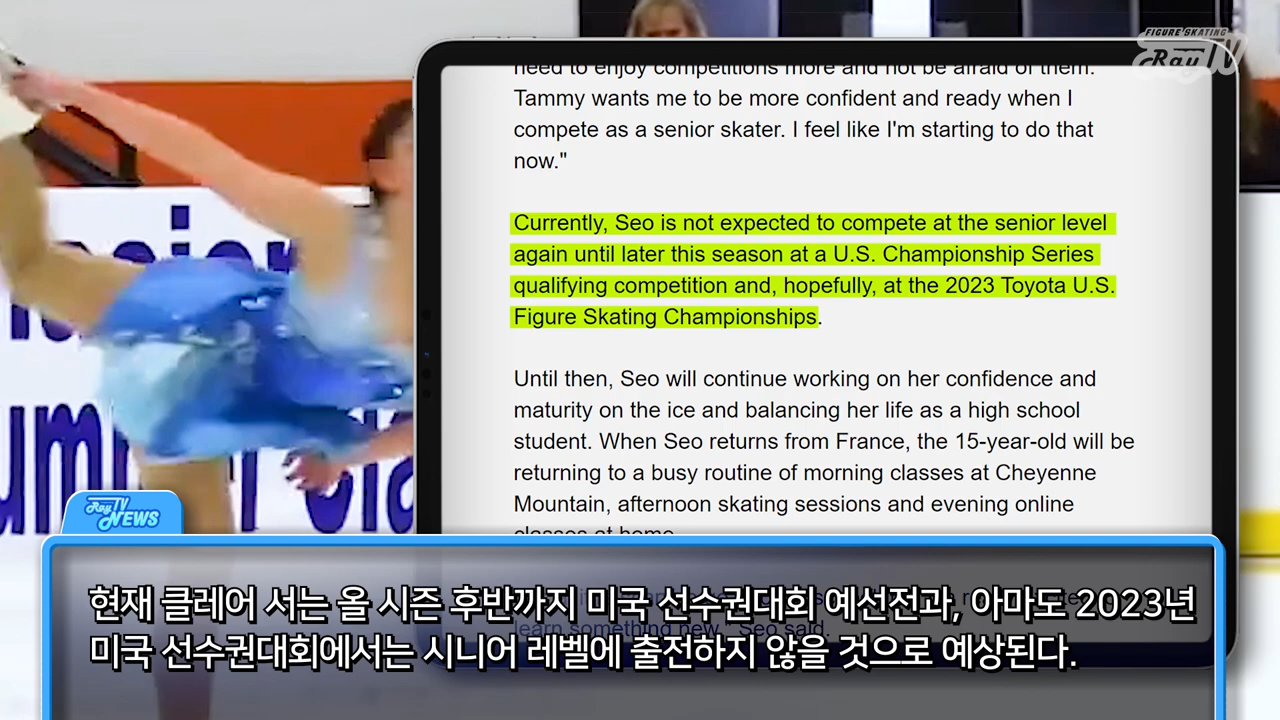 FIGURE SKATING
Ray TV
need to enjoy competitions more and not be afraid of them.
Tammy wants me to be more confident and ready when I
compete as a senior skater. I feel like I'm starting to do that
now."
Currently, Seo is not expected to compete at the senior level
again until later this season at a U.S. Championship Series
qualifying competition and, hopefully, at the 2023 Toyota U.S.
Figure Skating Championships.
Until then, Seo will continue working on her confidence and
maturity on the ice and balancing her life as a high school
student. When Seo returns from France, the 15-year-old will be
returning to a busy routine of morning classes at Cheyenne
Mountain, afternoon skating sessions and evening online
classes at home.
learn something new," Seo said.
Ray TV
NEWS
현재 클레어 서는 올 시즌 후반까지 미국 선수권대회 예선전과, 아마도 2023년
미국 선수권대회에서는 시니어 레벨에 출전하지 않을 것으로 예상된다.